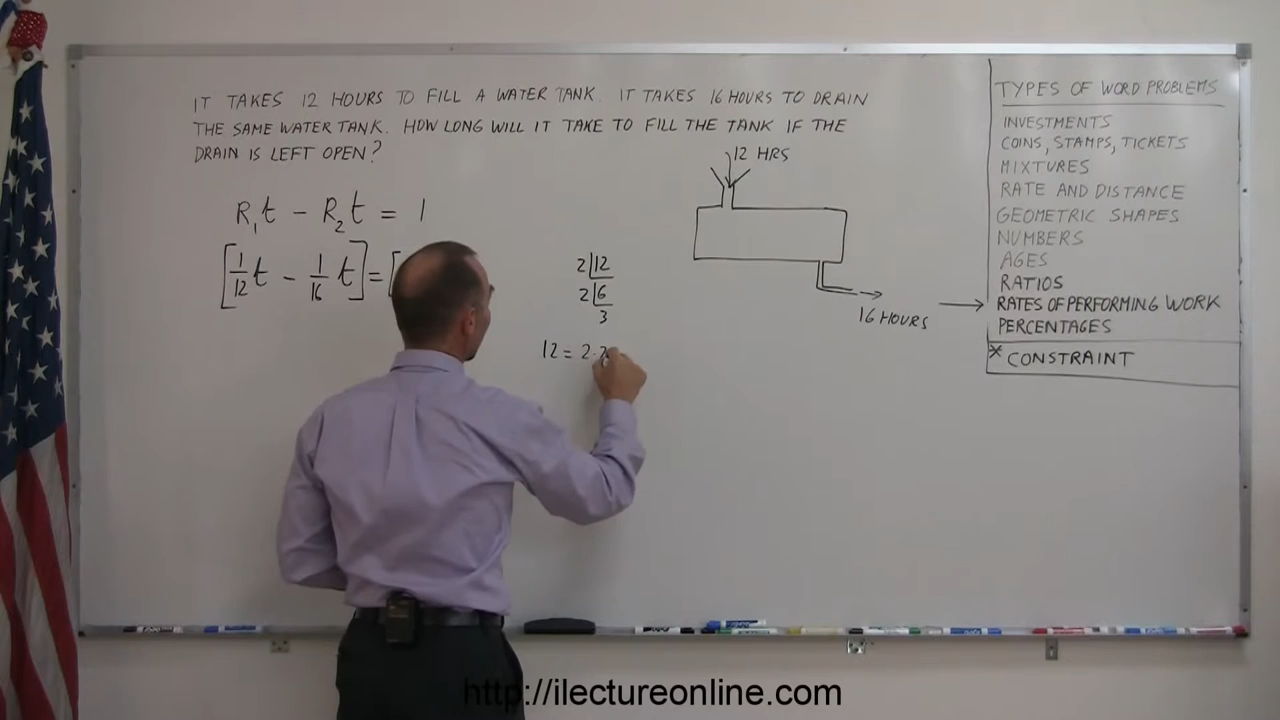 IT TAKES 12 HOURS TO FILL A WATER TANK. IT TAKES 16 HOURS TO DRAIN
THE SAME WATER TANK. HOW LONG WILL IT TAKE TO FILL THE TANK IF THE
DRAIN IS LEFT OPEN?
R₁t - R₂t = 1
[1/12 t - 1/16 t] = [
2|12
2|6
3
12 = 2·2
12 HRS
16 HOURS
TYPES OF WORD PROBLEMS
INVESTMENTS
COINS, STAMPS, TICKETS
MIXTURES
RATE AND DISTANCE
GEOMETRIC SHAPES
NUMBERS
AGES
RATIOS
RATES OF PERFORMING WORK
PERCENTAGES
* CONSTRAINT
http://ilectureonline.com